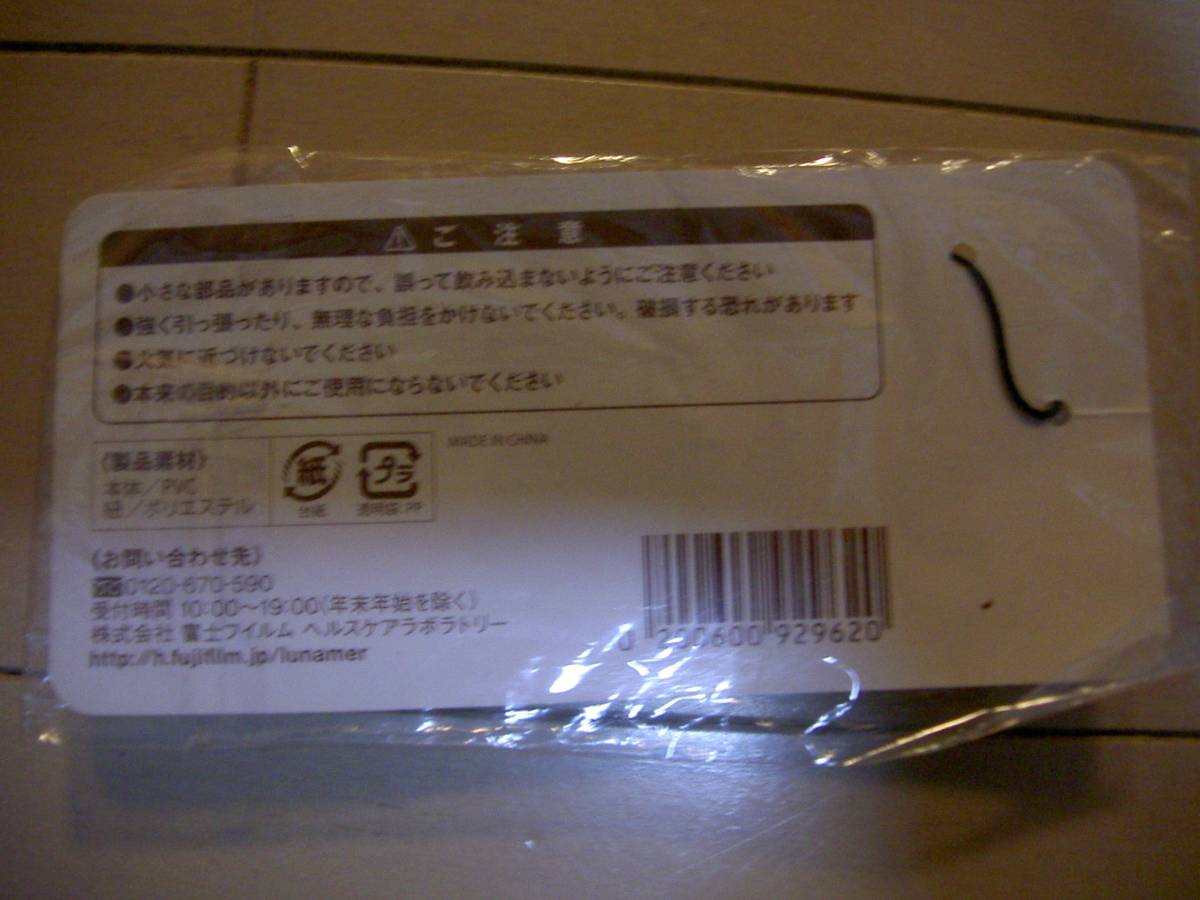 ご注意
●小さな部品がありますので、誤って飲み込まないようにご注意ください
●強く引っ張ったり、無理な負担をかけないでください。破損する恐れがあります
●火気に近づけないでください
●本来の目的以外にご使用にならないでください
《製品素材》
本体／PVC
紐／ポリエステル
紙
台紙
プラ
透明袋:PP
MADE IN CHINA
《お問い合わせ先》
0120-670-590
受付時間 10:00～19:00(年末年始を除く)
株式会社 富士フイルム ヘルスケアラボラトリー
http://h.fujifilm.jp/lunamer
929620